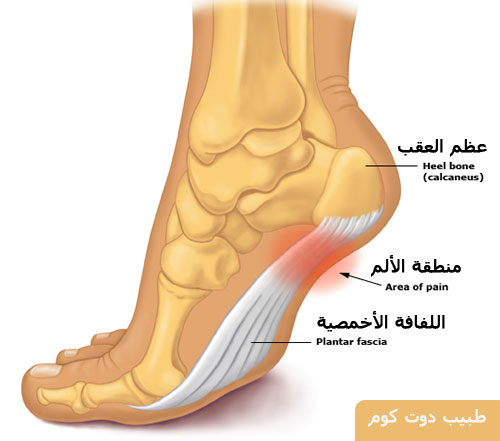 عظم العقب
Heel bone
(calcaneus)
منطقة الألم
Area of pain
اللفافة الأخمصية
Plantar fascia
طبيب دوت كوم